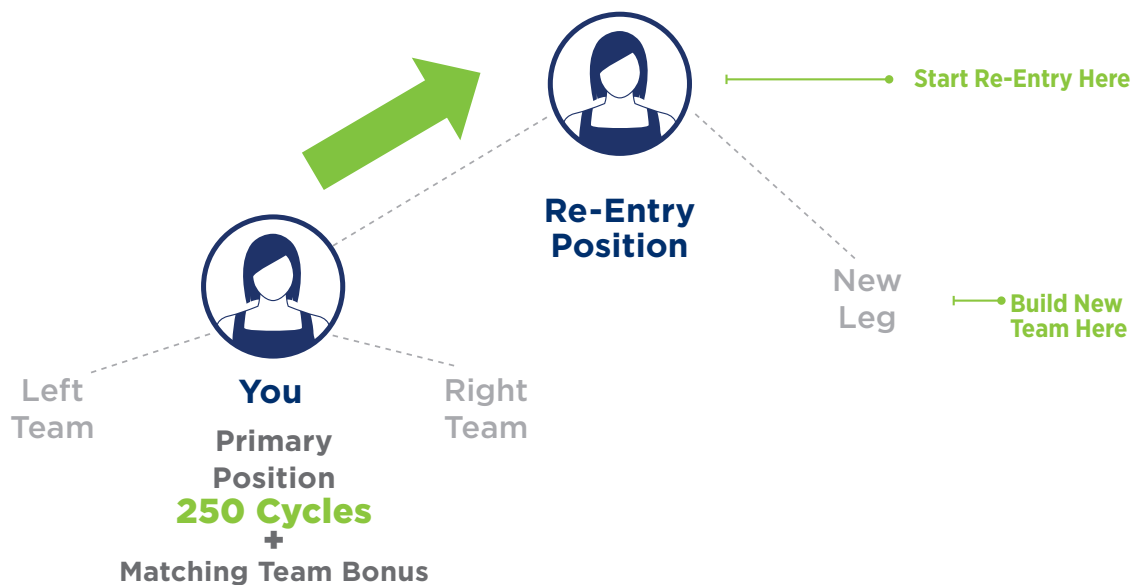 Start Re-Entry Here
Re-Entry
Position
New
Leg
Build New
Team Here
Left
Team
You
Right
Team
Primary
Position
250 Cycles
+
Matching Team Bonus